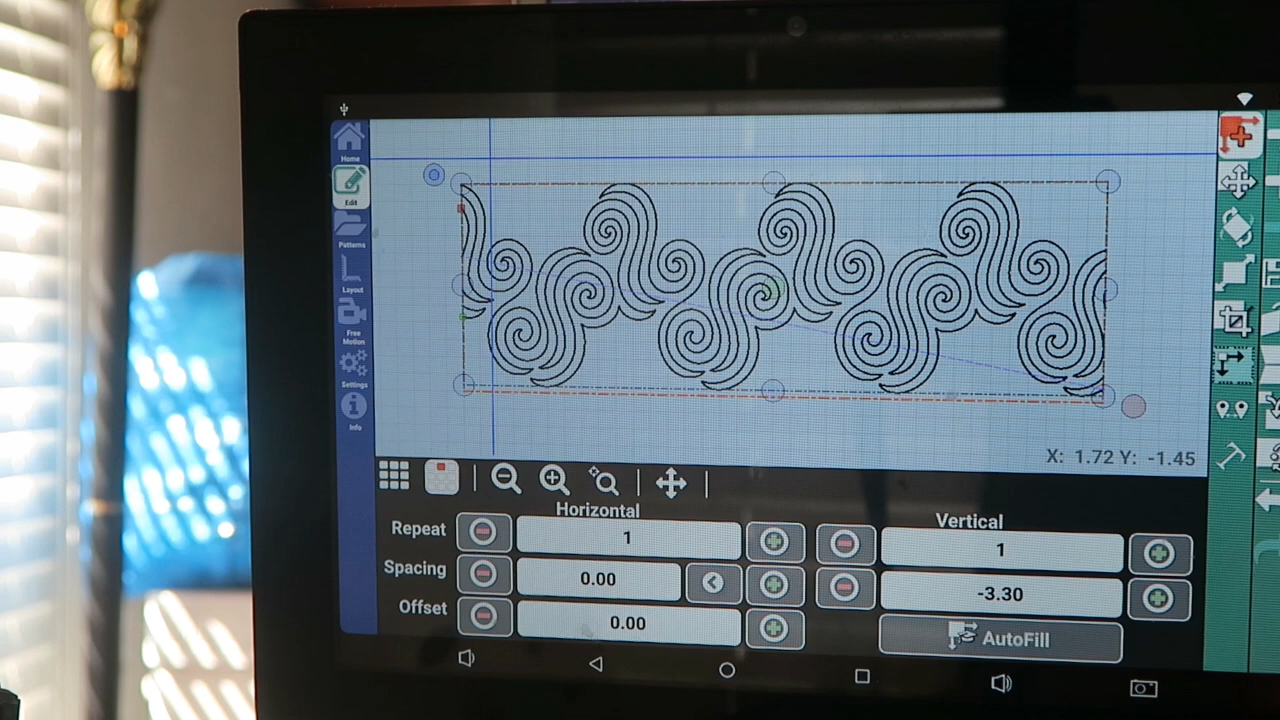 Home
Edit
Patterns
Layout
Free
Motion
Settings
Info
X: 1.72 Y: -1.45
Horizontal
Vertical
Repeat 1 1
Spacing 0.00 -3.30
Offset 0.00
AutoFill